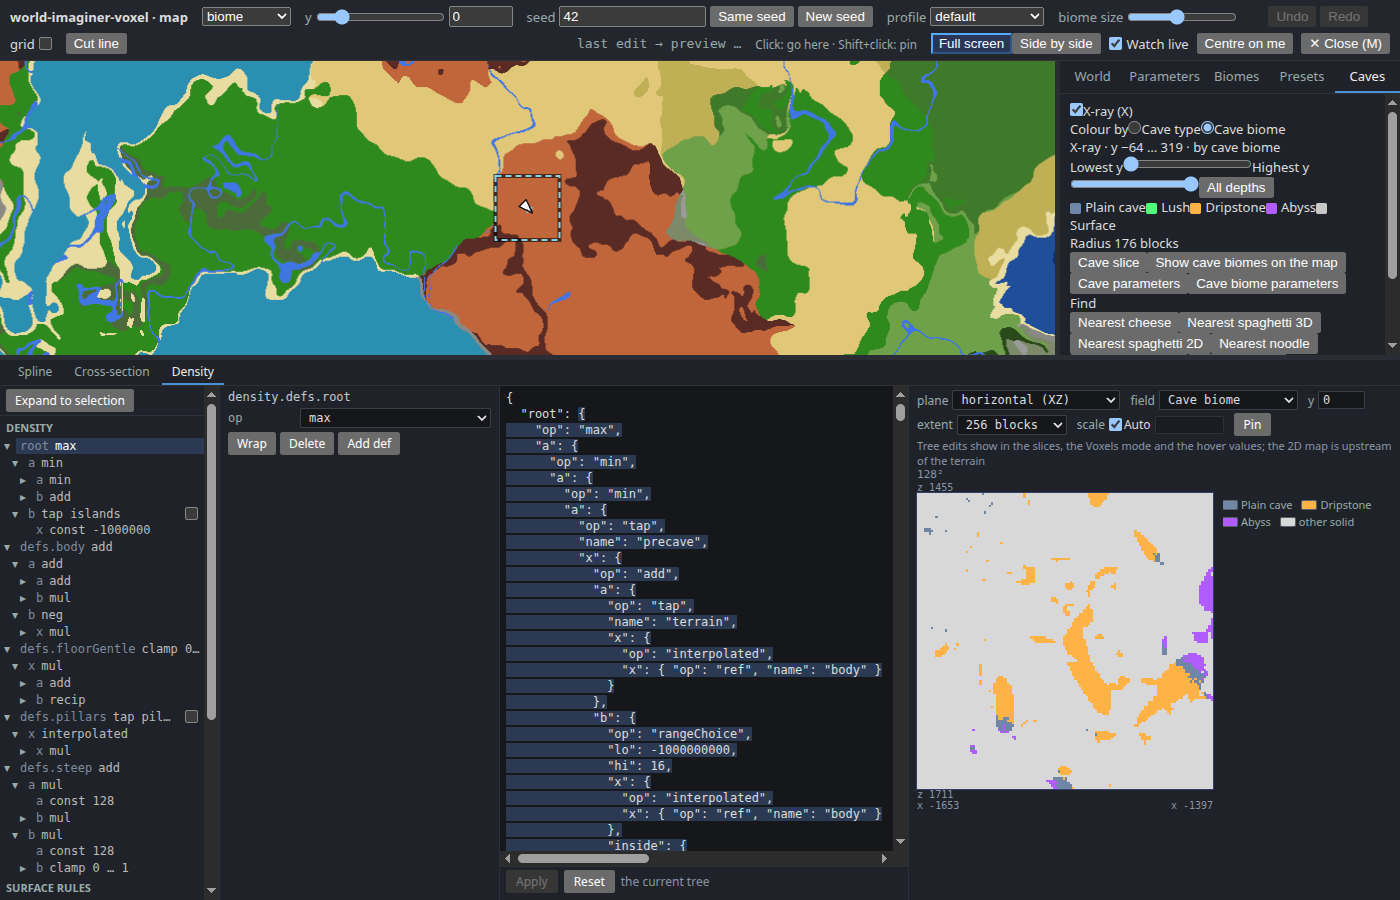 world-imaginer-voxel · map biome y 0 seed 42 Same seed New seed profile default biome size Undo Redo
grid Cut line last edit → preview … Click: go here · Shift+click: pin Full screen Side by side Watch live Centre on me ✕ Close (M)
World Parameters Biomes Presets Caves
X-ray (X)
Colour by Cave type Cave biome
X-ray · y −64 … 319 · by cave biome
Lowest y Highest y
All depths
Plain cave Lush Dripstone Abyss
Surface
Radius 176 blocks
Cave slice Show cave biomes on the map
Cave parameters Cave biome parameters
Find
Nearest cheese Nearest spaghetti 3D
Nearest spaghetti 2D Nearest noodle
Spline Cross-section Density
Expand to selection
DENSITY
▼ root max
▼ a min
▶ a min
▶ b add
▼ b tap islands
x const -1000000
▼ defs.body add
▼ a add
▶ a add
▶ b mul
▼ b neg
▶ x mul
▼ defs.floorGentle clamp 0…
▼ x mul
▶ a add
▶ b recip
▼ defs.pillars tap pil…
▼ x interpolated
▶ x mul
▼ defs.steep add
▼ a mul
a const 128
▶ b mul
▼ b mul
a const 128
▶ b clamp 0 … 1
SURFACE RULES
density.defs.root
op max
Wrap Delete Add def
{
"root": {
"op": "max",
"a": {
"op": "min",
"a": {
"op": "min",
"a": {
"op": "tap",
"name": "precave",
"x": {
"op": "add",
"a": {
"op": "tap",
"name": "terrain",
"x": {
"op": "interpolated",
"x": { "op": "ref", "name": "body" }
}
},
"b": {
"op": "rangeChoice",
"lo": -1000000000,
"hi": 16,
"x": {
"op": "interpolated",
"x": { "op": "ref", "name": "body" }
},
"inside": {
Apply Reset the current tree
plane horizontal (XZ) field Cave biome y 0
extent 256 blocks scale Auto Pin
Tree edits show in the slices, the Voxels mode and the hover values; the 2D map is upstream
of the terrain
128²
z 1455
Plain cave Dripstone
Abyss other solid
z 1711
x -1653 x -1397